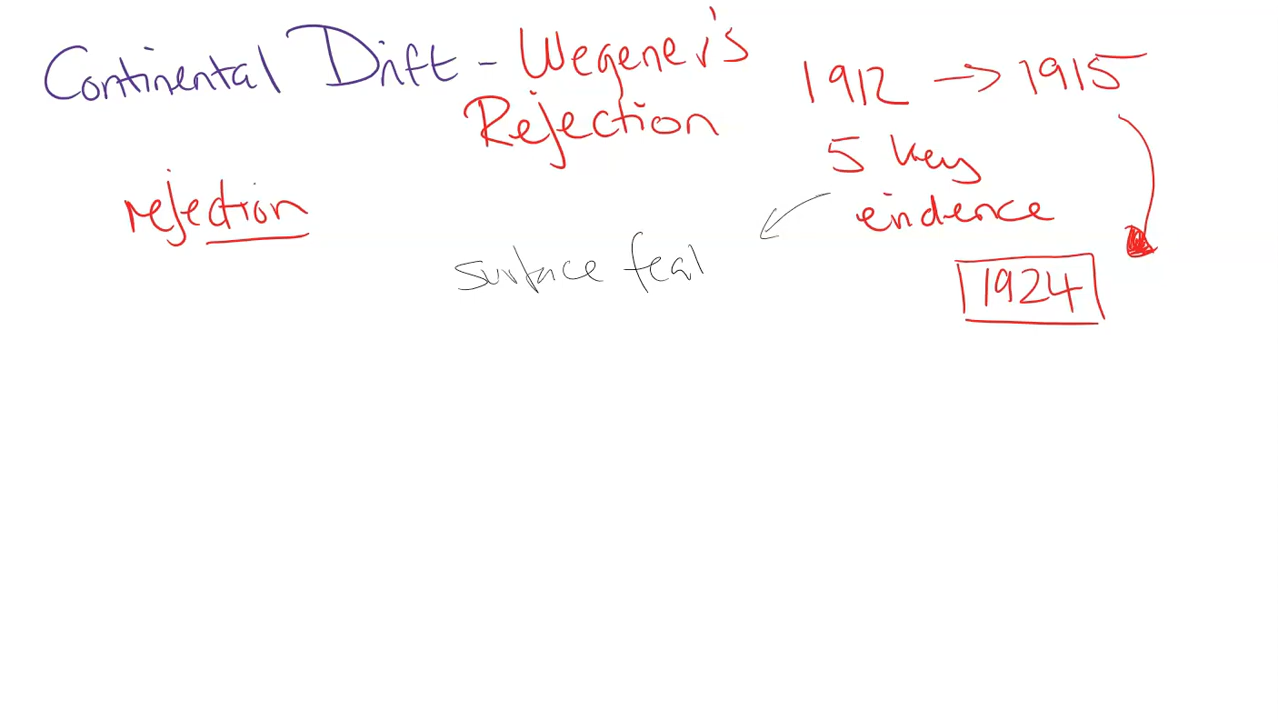 Continental Drift - Wegener's
Rejection
1912 → 1915
5 key
evidence
rejection
surface feat
1924